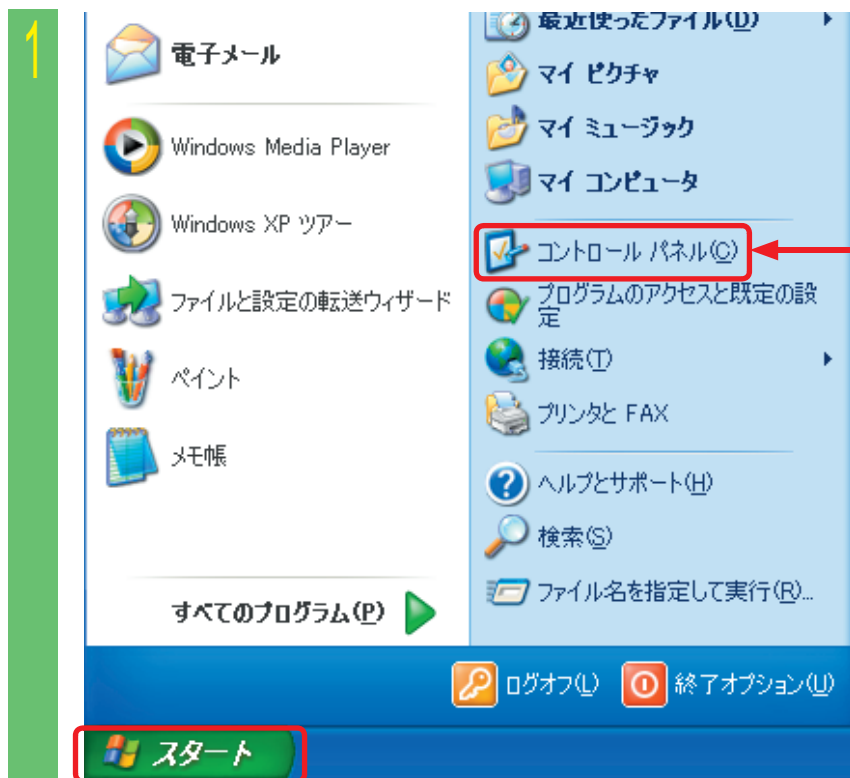 1
電子メール
Windows Media Player
Windows XP ツアー
ファイルと設定の転送ウィザード
ペイント
メモ帳
すべてのプログラム(P)
最近使ったファイル(D)
マイ ピクチャ
マイ ミュージック
マイ コンピュータ
コントロール パネル(C)
プログラムのアクセスと既定の設
定
接続(T)
プリンタと FAX
ヘルプとサポート(H)
検索(S)
ファイル名を指定して実行(R)...
ログオフ(L)
終了オプション(U)
スタート